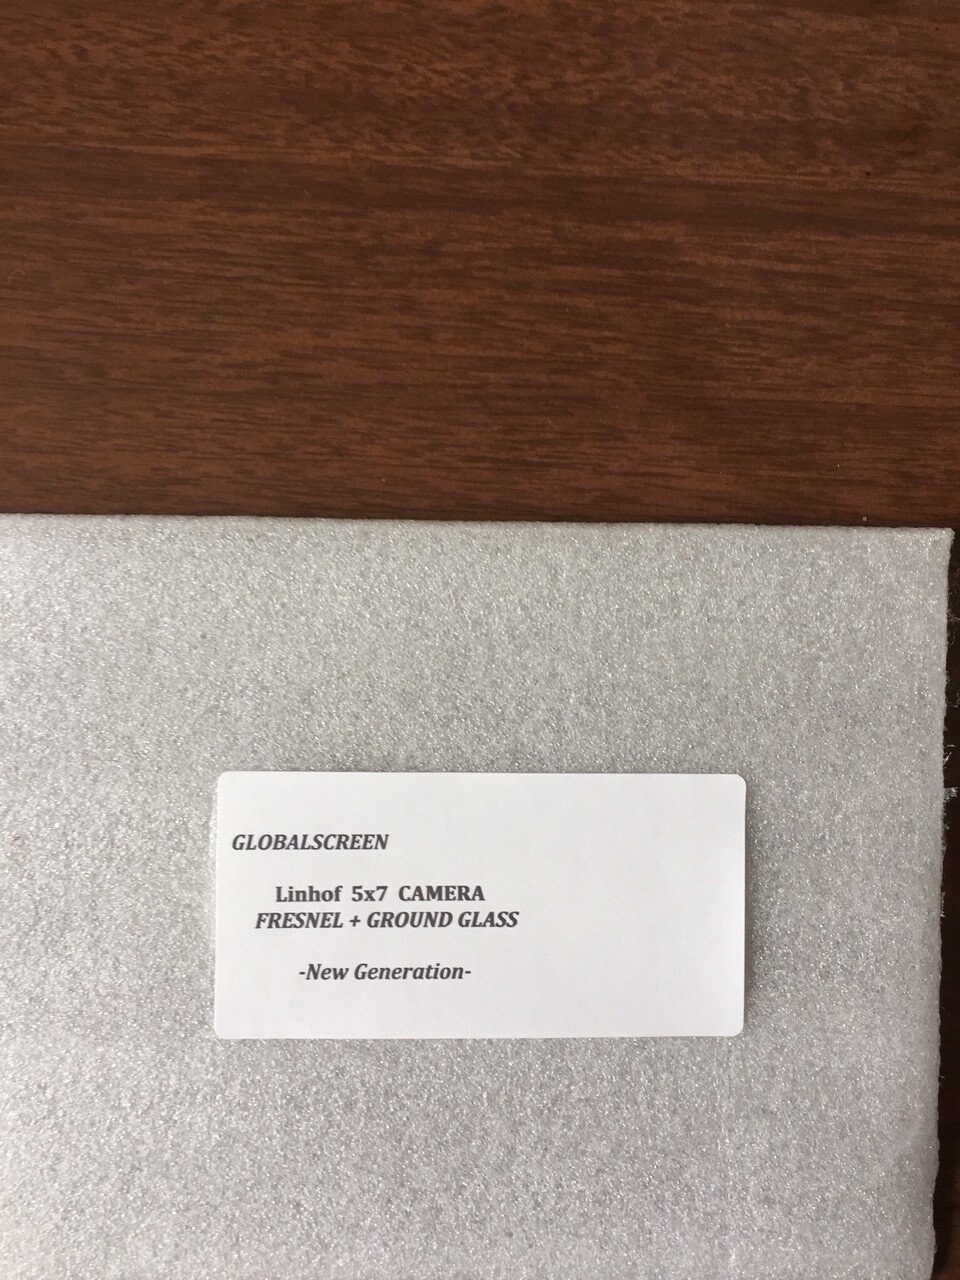 GLOBALSCREEN
Linhof 5x7 CAMERA
FRESNEL + GROUND GLASS
-New Generation-